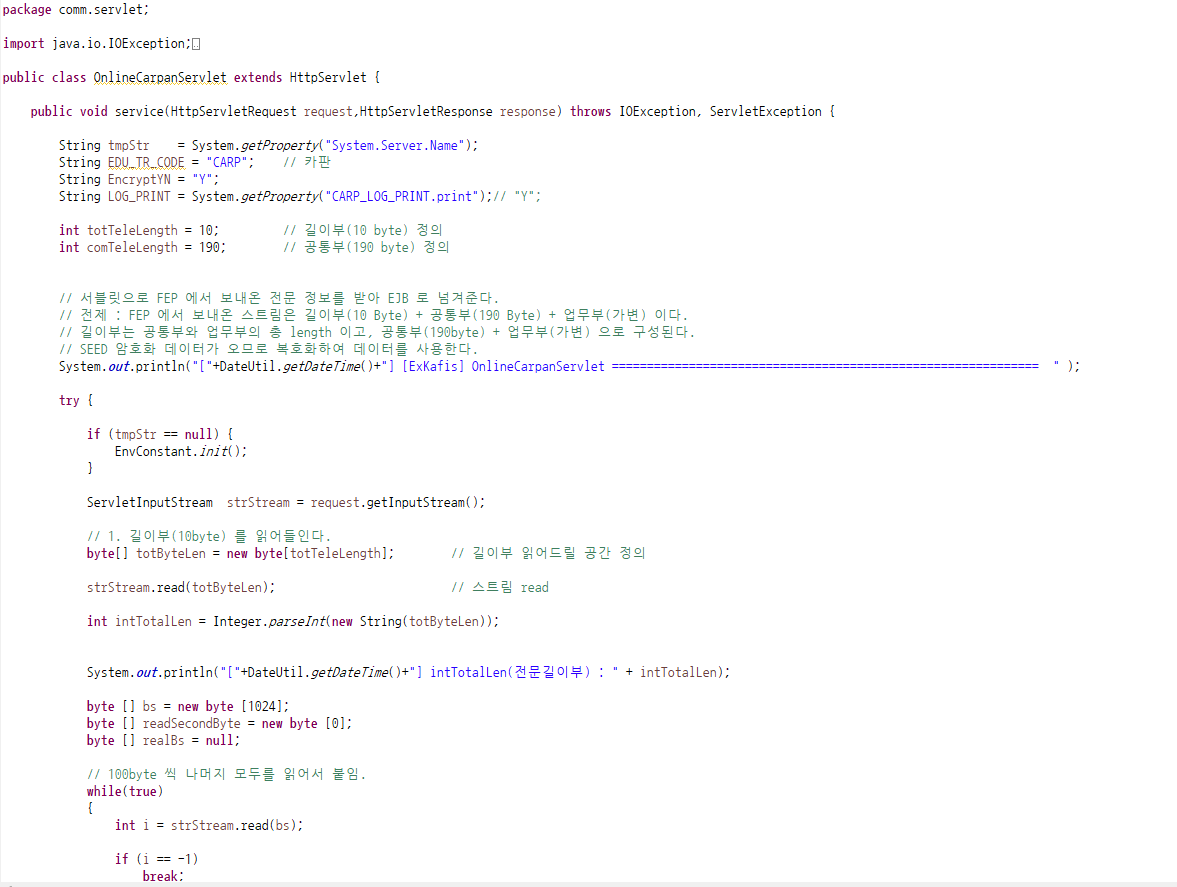 package comm.servlet;
import java.io.IOException;
public class OnlineCarpanServlet extends HttpServlet {
public void service(HttpServletRequest request,HttpServletResponse response) throws IOException, ServletException {
String tmpStr    = System.getProperty("System.Server.Name");
String EDU_TR_CODE = "CARP";    // 카판
String EncryptYN = "Y";
String LOG_PRINT = System.getProperty("CARP_LOG_PRINT.print");// "Y";
int totTeleLength = 10;         // 길이부(10 byte) 정의
int comTeleLength = 190;        // 공통부(190 byte) 정의
// 서블릿으로 FEP 에서 보내온 전문 정보를 받아 EJB 로 넘겨준다.
// 전제 : FEP 에서 보내온 스트림은 길이부(10 Byte) + 공통부(190 Byte) + 업무부(가변) 이다.
// 길이부는 공통부와 업무부의 총 length 이고, 공통부(190byte) + 업무부(가변) 으로 구성된다.
// SEED 암호화 데이터가 오므로 복호화하여 데이터를 사용한다.
System.out.println("["+DateUtil.getDateTime()+"] [ExKafis] OnlineCarpanServlet =============================================================  " );
try {
if (tmpStr == null) {
EnvConstant.init();
}
ServletInputStream  strStream = request.getInputStream();
// 1. 길이부(10byte) 를 읽어들인다.
byte[] totByteLen = new byte[totTeleLength];        // 길이부 읽어드릴 공간 정의
strStream.read(totByteLen);                         // 스트림 read
int intTotalLen = Integer.parseInt(new String(totByteLen));
System.out.println("["+DateUtil.getDateTime()+"] intTotalLen(전문길이부) : " + intTotalLen);
byte [] bs = new byte [1024];
byte [] readSecondByte = new byte [0];
byte [] realBs = null;
// 100byte 씩 나머지 모두를 읽어서 붙임.
while(true)
{
int i = strStream.read(bs);
if (i == -1)
break;